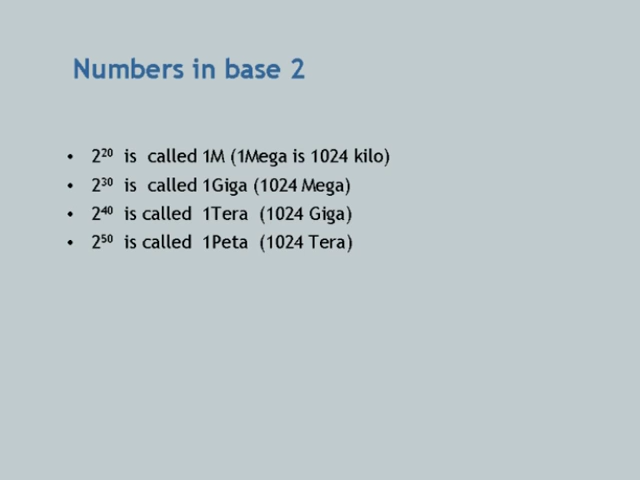 Numbers in base 2
• 2²⁰ is called 1M (1Mega is 1024 kilo)
• 2³⁰ is called 1Giga (1024 Mega)
• 2⁴⁰ is called 1Tera (1024 Giga)
• 2⁵⁰ is called 1Peta (1024 Tera)